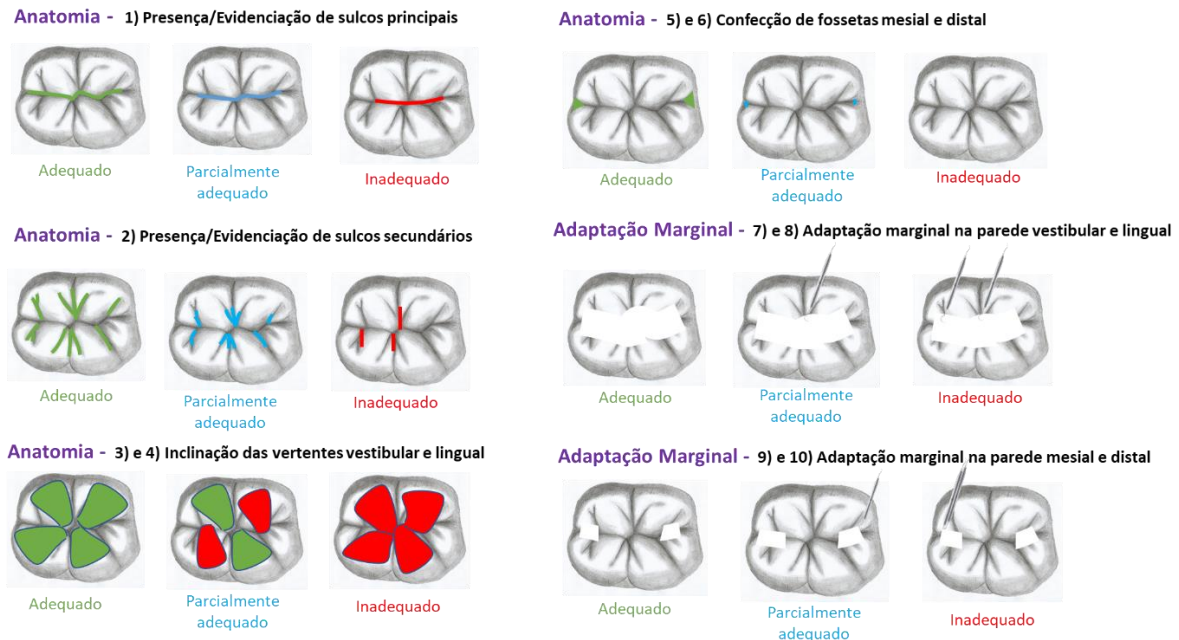 Anatomia - 1) Presença/Evidenciação de sulcos principais
Adequado
Parcialmente
adequado
Inadequado
Anatomia - 2) Presença/Evidenciação de sulcos secundários
Adequado
Parcialmente
adequado
Inadequado
Anatomia - 3) e 4) Inclinação das vertentes vestibular e lingual
Adequado
Parcialmente
adequado
Inadequado
Anatomia - 5) e 6) Confecção de fossetas mesial e distal
Adequado
Parcialmente
adequado
Inadequado
Adaptação Marginal - 7) e 8) Adaptação marginal na parede vestibular e lingual
Adequado
Parcialmente
adequado
Inadequado
Adaptação Marginal - 9) e 10) Adaptação marginal na parede mesial e distal
Adequado
Parcialmente
adequado
Inadequado